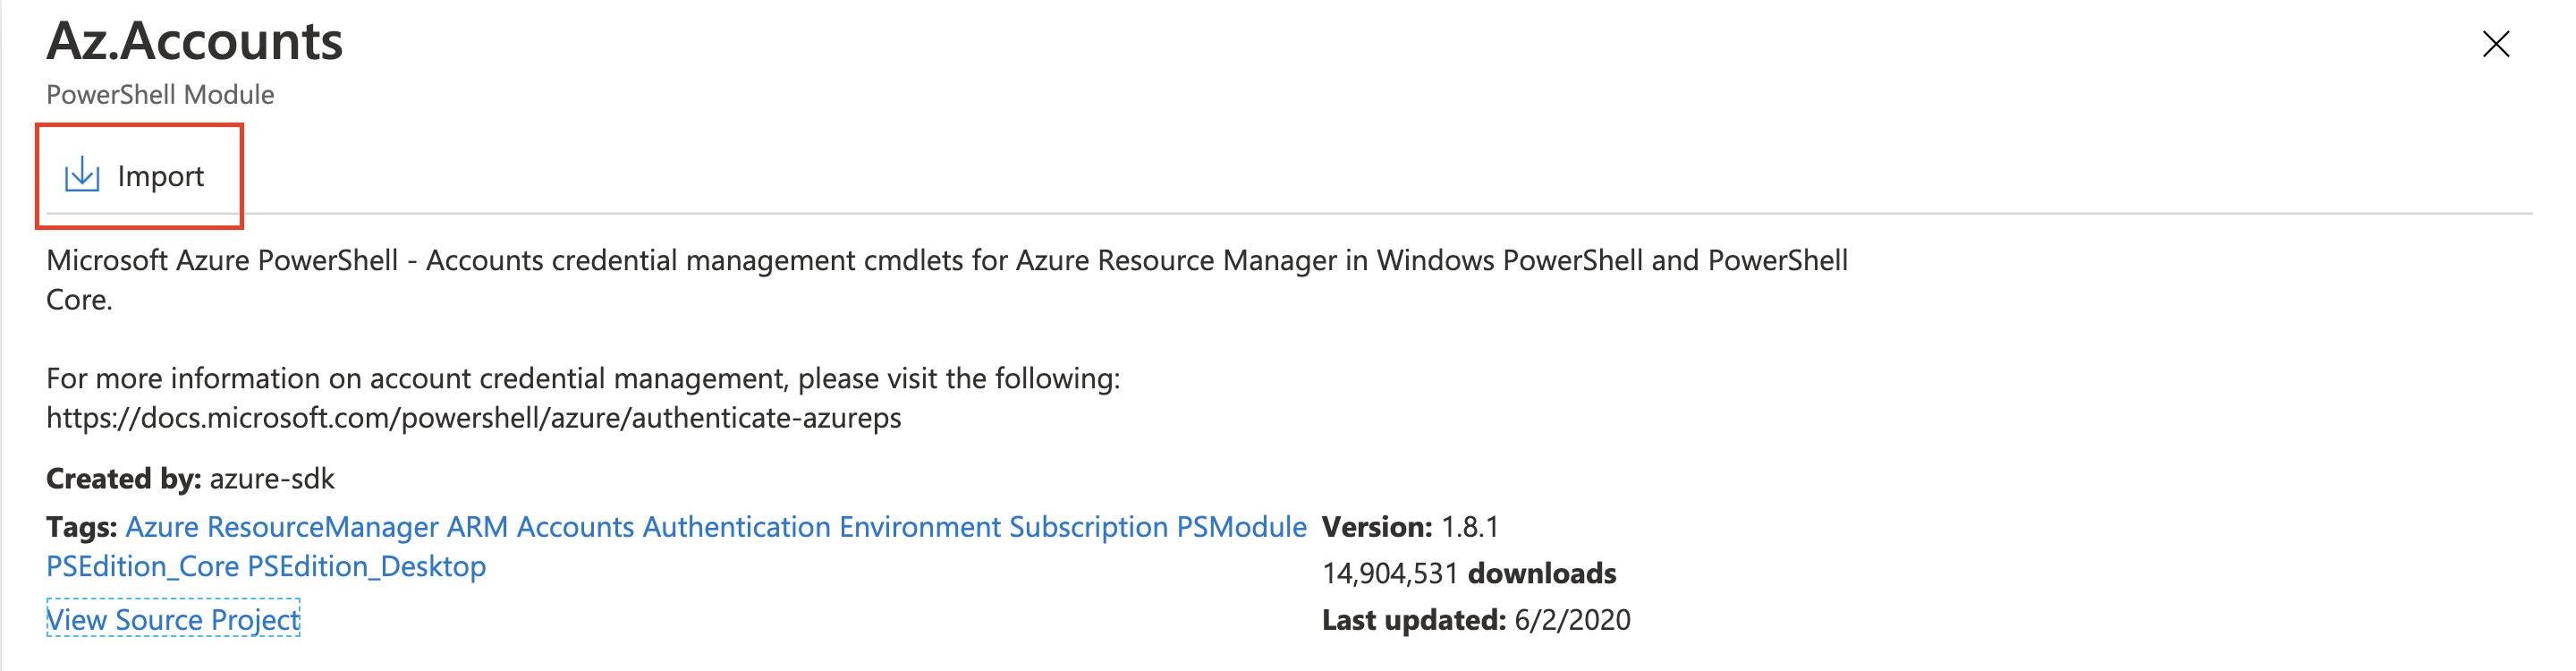 Az.Accounts
PowerShell Module
Import
Microsoft Azure PowerShell - Accounts credential management cmdlets for Azure Resource Manager in Windows PowerShell and PowerShell
Core.
For more information on account credential management, please visit the following:
https://docs.microsoft.com/powershell/azure/authenticate-azureps
Created by: azure-sdk
Tags: Azure ResourceManager ARM Accounts Authentication Environment Subscription PSModule
PSEdition_Core PSEdition_Desktop
View Source Project
Version: 1.8.1
14,904,531 downloads
Last updated: 6/2/2020